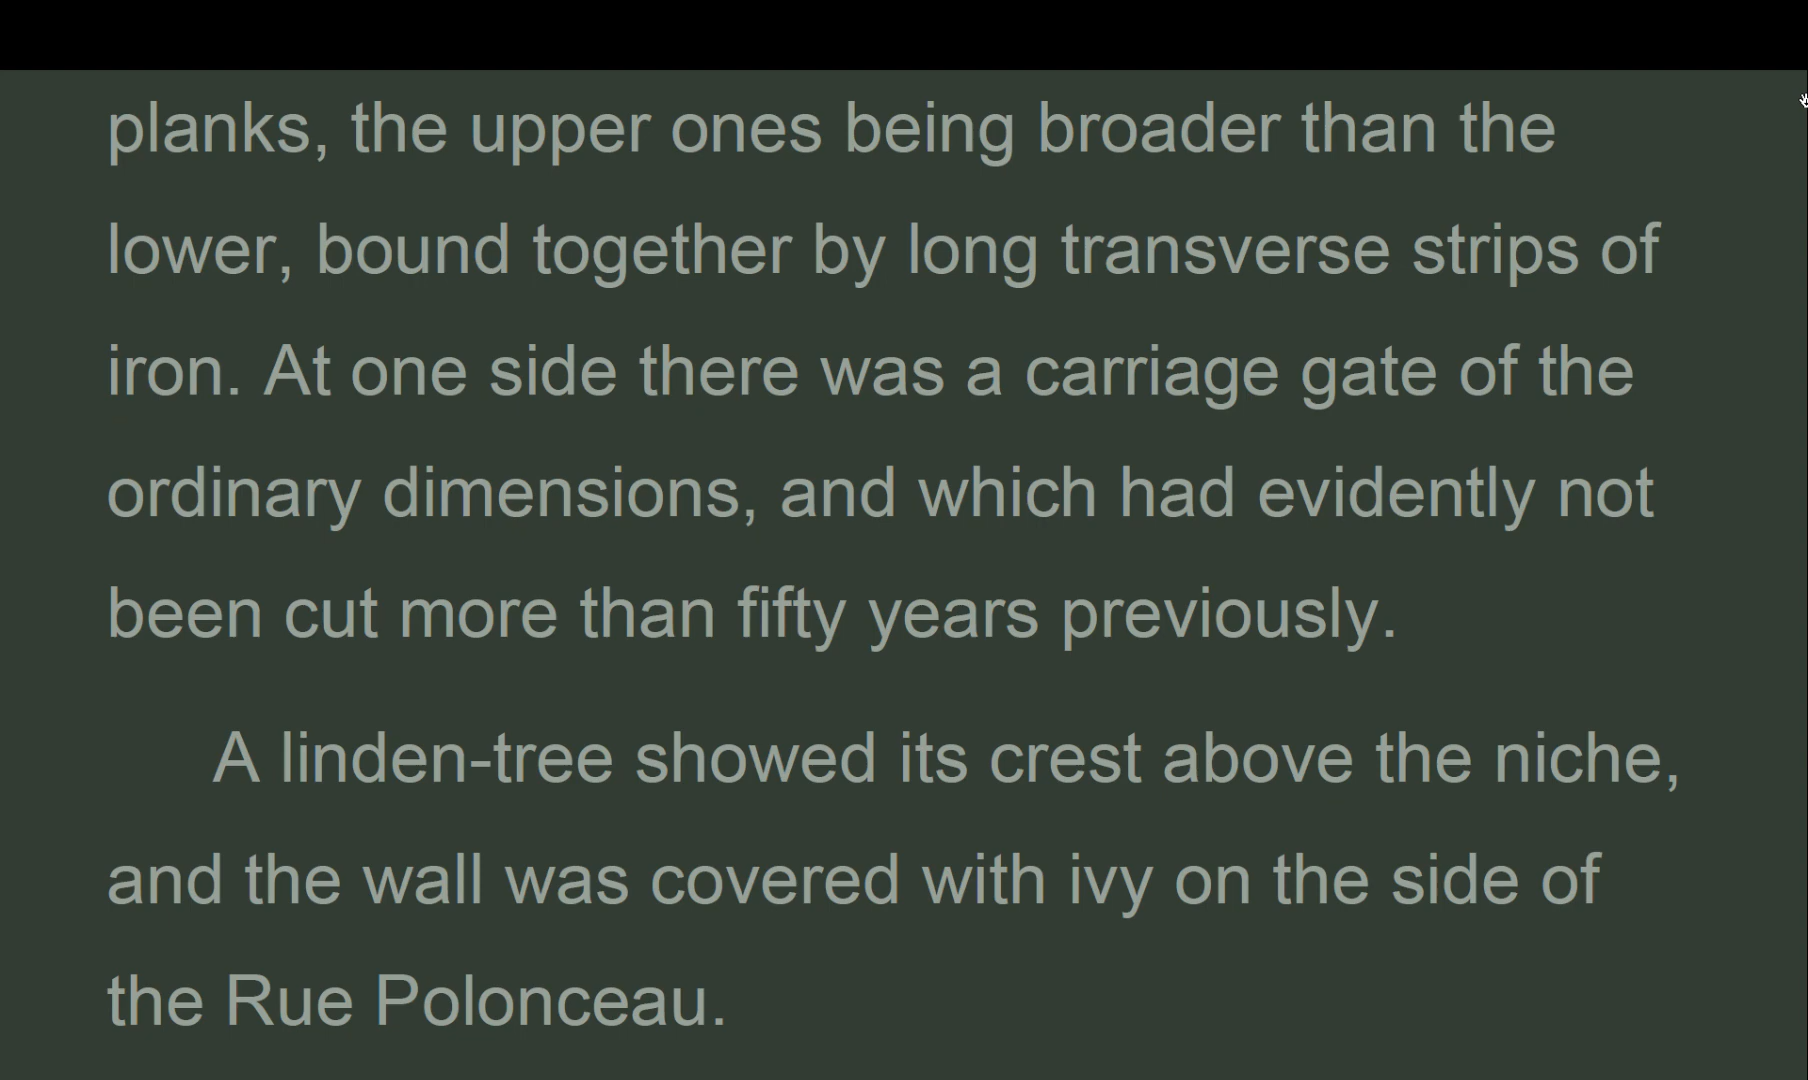 planks, the upper ones being broader than the
lower, bound together by long transverse strips of
iron. At one side there was a carriage gate of the
ordinary dimensions, and which had evidently not
been cut more than fifty years previously.
A linden-tree showed its crest above the niche,
and the wall was covered with ivy on the side of
the Rue Polonceau.